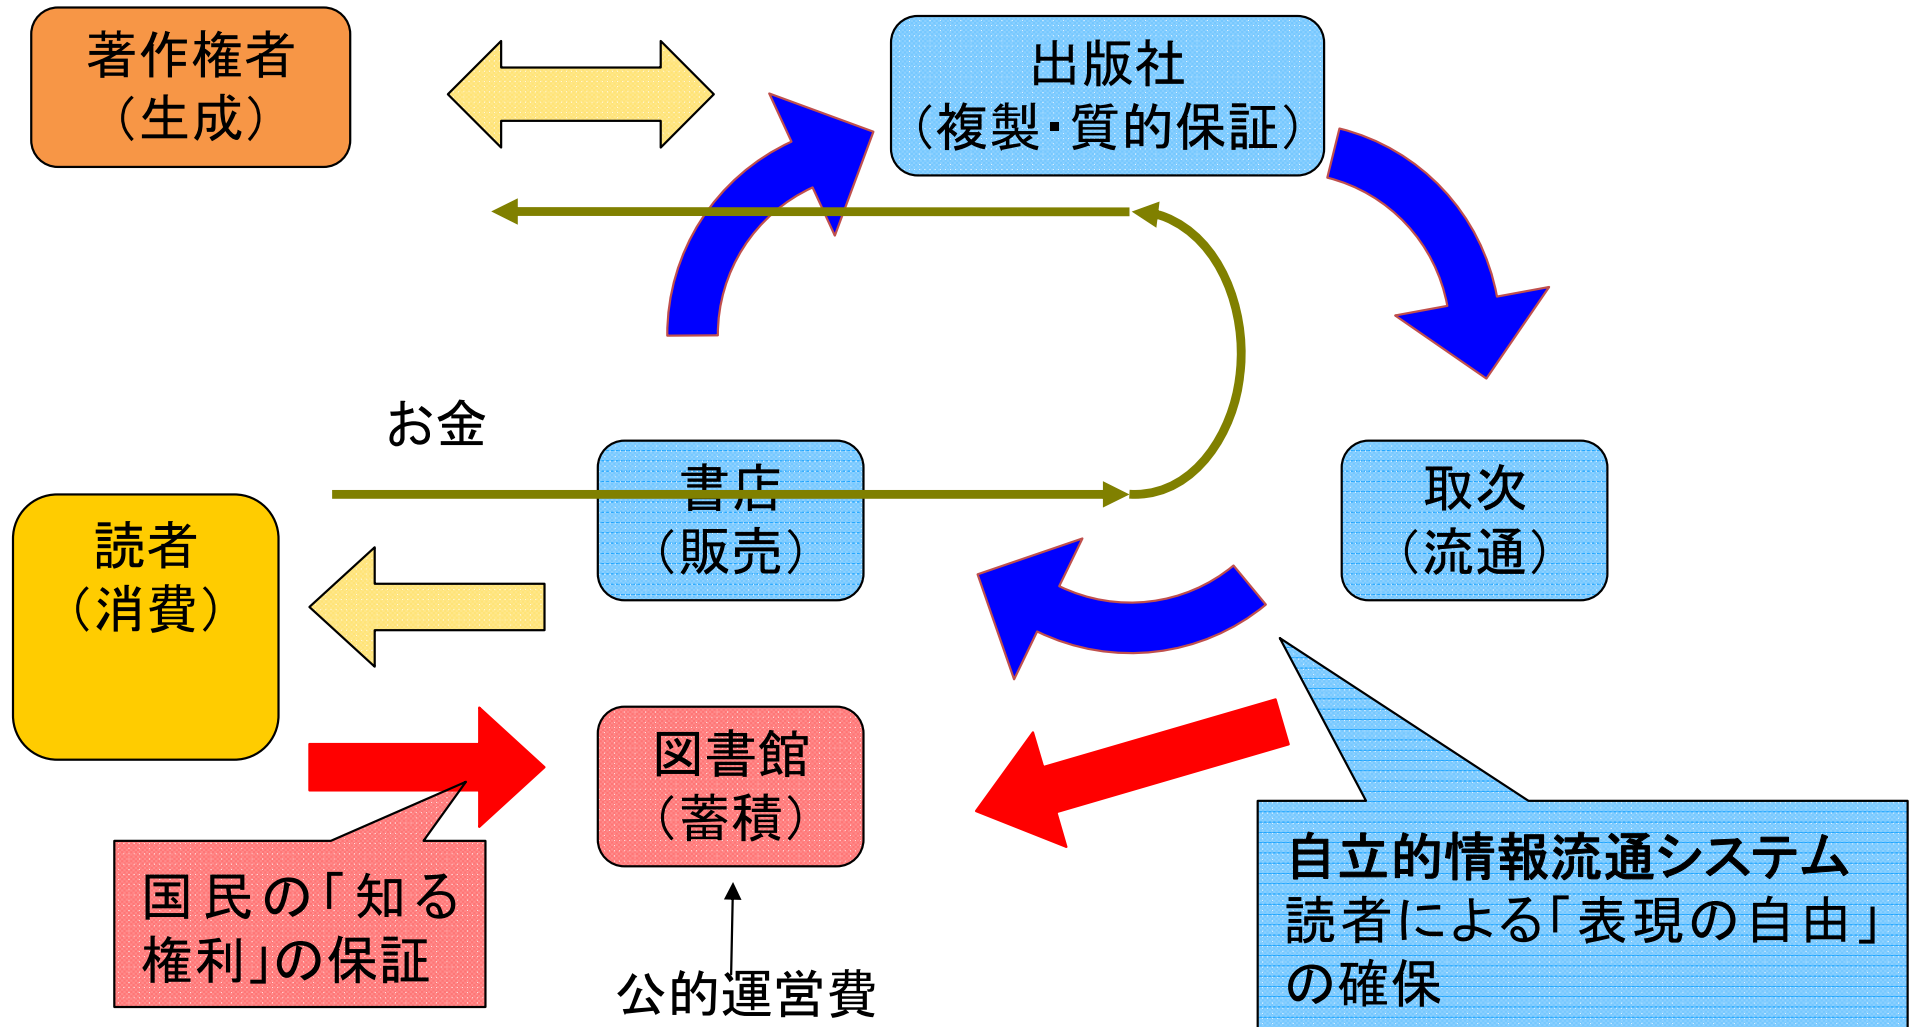 著作権者
（生成）
出版社
（複製・質的保証）
お金
書店
（販売）
取次
（流通）
読者
（消費）
図書館
（蓄積）
国民の「知る
権利」の保証
公的運営費
自立的情報流通システム
読者による「表現の自由」
の確保